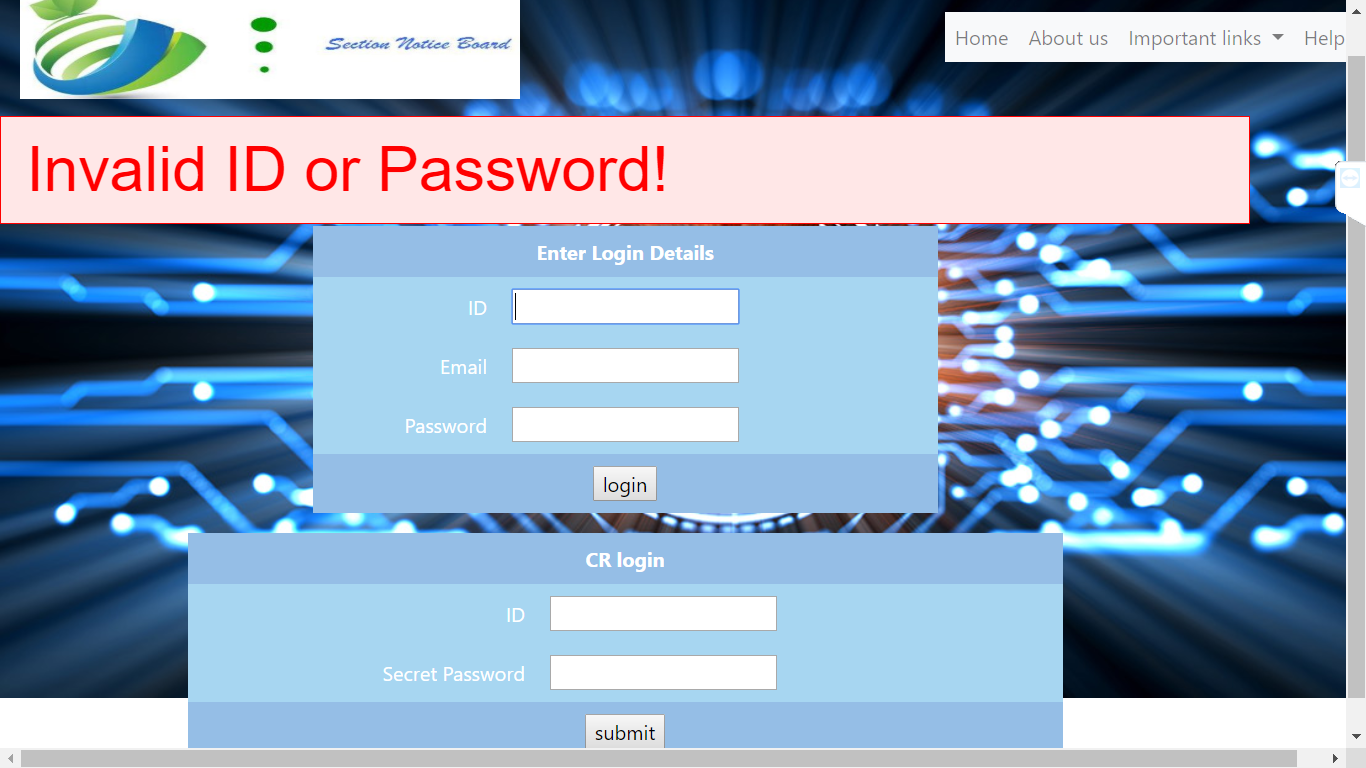 Section Notice Board
Home About us Important links Help
Invalid ID or Password!
Enter Login Details
ID
Email
Password
login
CR login
ID
Secret Password
submit